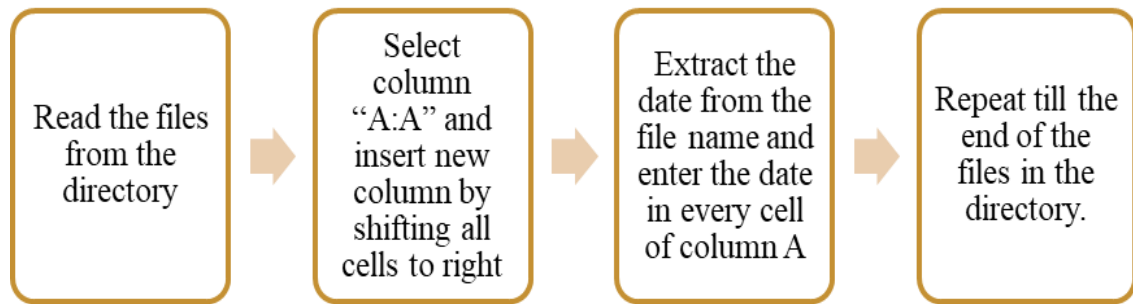 Read the files
from the
directory
Select
column
“A:A” and
insert new
column by
shifting all
cells to right
Extract the
date from the
file name and
enter the date
in every cell
of column A
Repeat till the
end of the
files in the
directory.